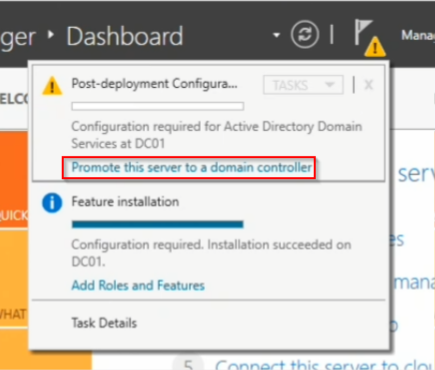 ger ▸ Dashboard
Mana
Post-deployment Configura...
TASKS
X
ELCO
Configuration required for Active Directory Domain
Services at DC01
Promote this server to a domain controller
serv
QUICK
Feature installation
es
Configuration required. Installation succeeded on
DC01.
mana
Add Roles and Features
WHAT
Task Details
5 Connect this server to clou